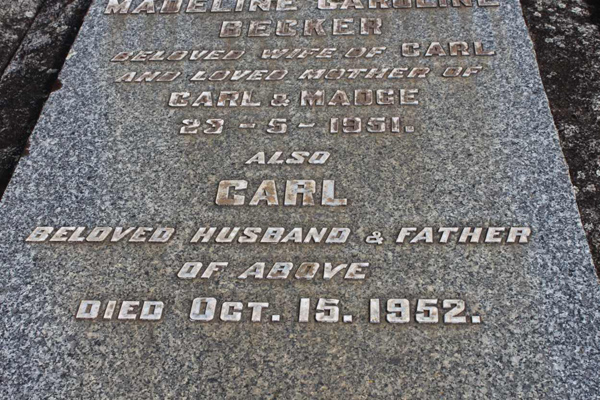 MADELINE CAROLINE
BECKER
BELOVED WIFE OF CARL
AND LOVED MOTHER OF
CARL & MADGE
23-5-1951.
ALSO
CARL
BELOVED HUSBAND & FATHER
OF ABOVE
DIED OCT. 15. 1952.